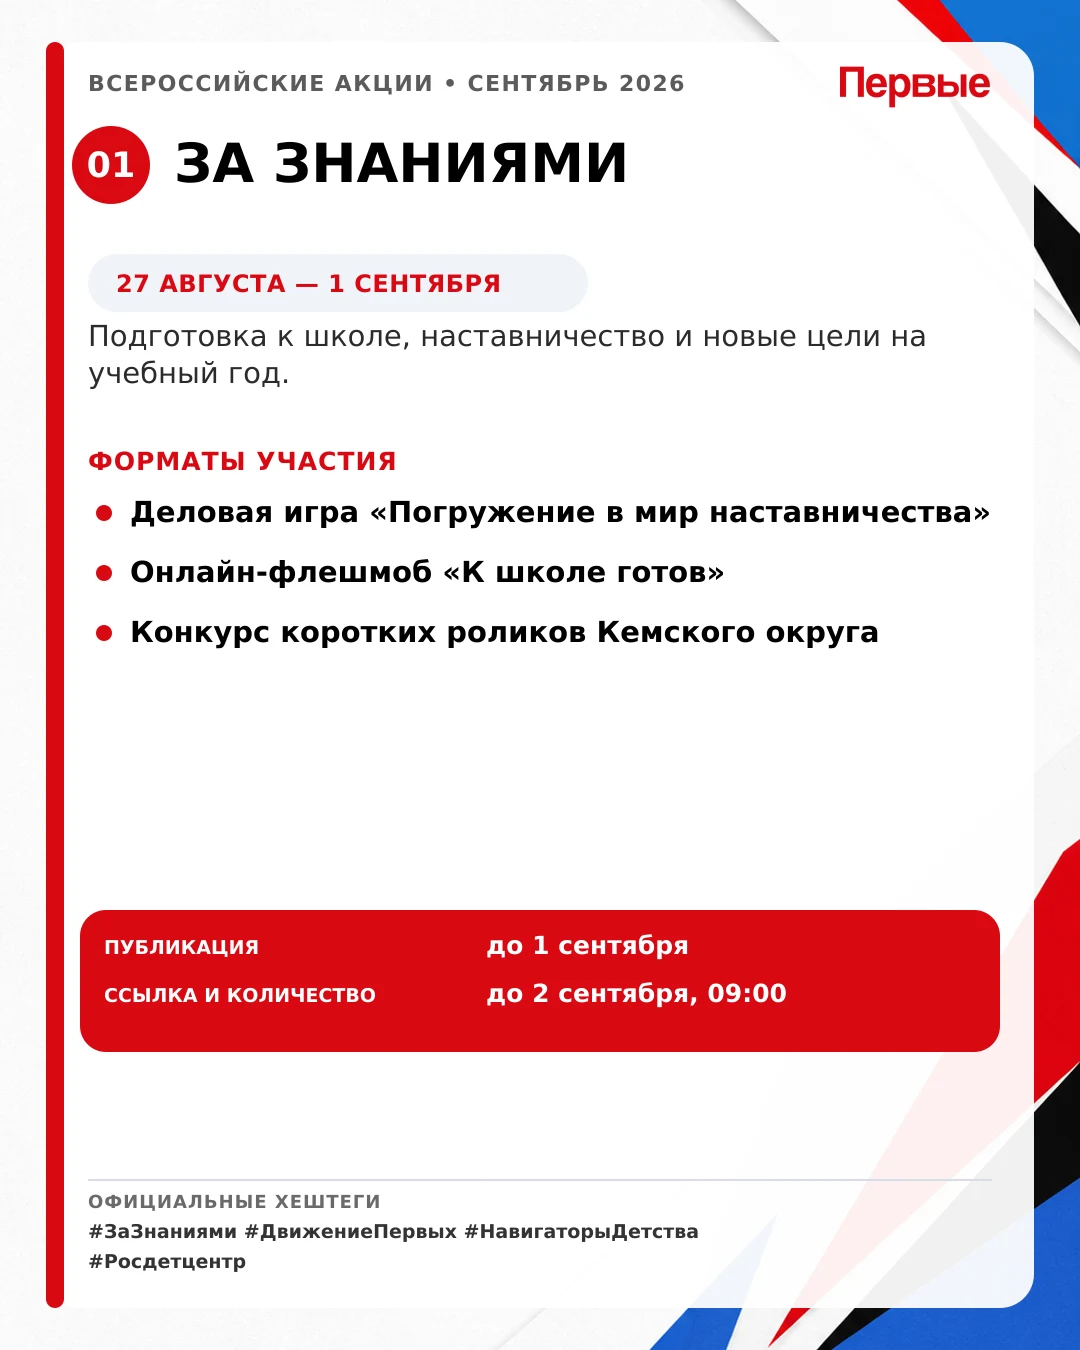 ВСЕРОССИЙСКИЕ АКЦИИ • СЕНТЯБРЬ 2026
Первые
01 ЗА ЗНАНИЯМИ
27 АВГУСТА — 1 СЕНТЯБРЯ
Подготовка к школе, наставничество и новые цели на
учебный год.
ФОРМАТЫ УЧАСТИЯ
Деловая игра «Погружение в мир наставничества»
Онлайн-флешмоб «К школе готов»
Конкурс коротких роликов Кемского округа
ПУБЛИКАЦИЯ до 1 сентября
ССЫЛКА И КОЛИЧЕСТВО до 2 сентября, 09:00
ОФИЦИАЛЬНЫЕ ХЕШТЕГИ
#ЗаЗнаниями #ДвижениеПервых #НавигаторыДетства
#Росдетцентр